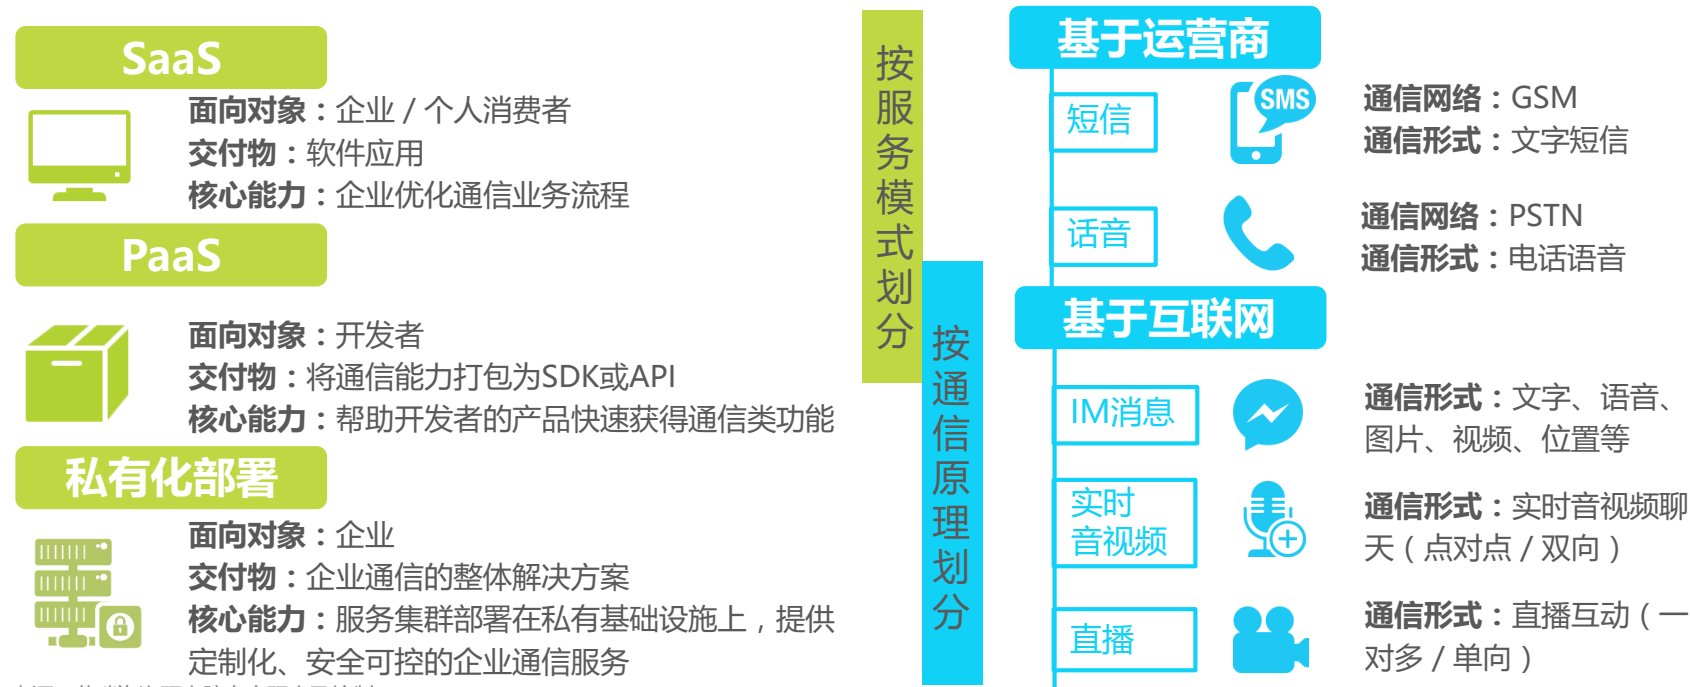 SaaS
面向对象：企业 / 个人消费者
交付物：软件应用
核心能力：企业优化通信业务流程
PaaS
面向对象：开发者
交付物：将通信能力打包为SDK或API
核心能力：帮助开发者的产品快速获得通信类功能
私有化部署
面向对象：企业
交付物：企业通信的整体解决方案
核心能力：服务集群部署在私有基础设施上，提供
定制化、安全可控的企业通信服务
按服务模式划分
按通信原理划分
基于运营商
短信
SMS
通信网络：GSM
通信形式：文字短信
话音
通信网络：PSTN
通信形式：电话语音
基于互联网
IM消息
通信形式：文字、语音、
图片、视频、位置等
实时
音视频
通信形式：实时音视频聊
天（点对点 / 双向）
直播
通信形式：直播互动（一
对多 / 单向）